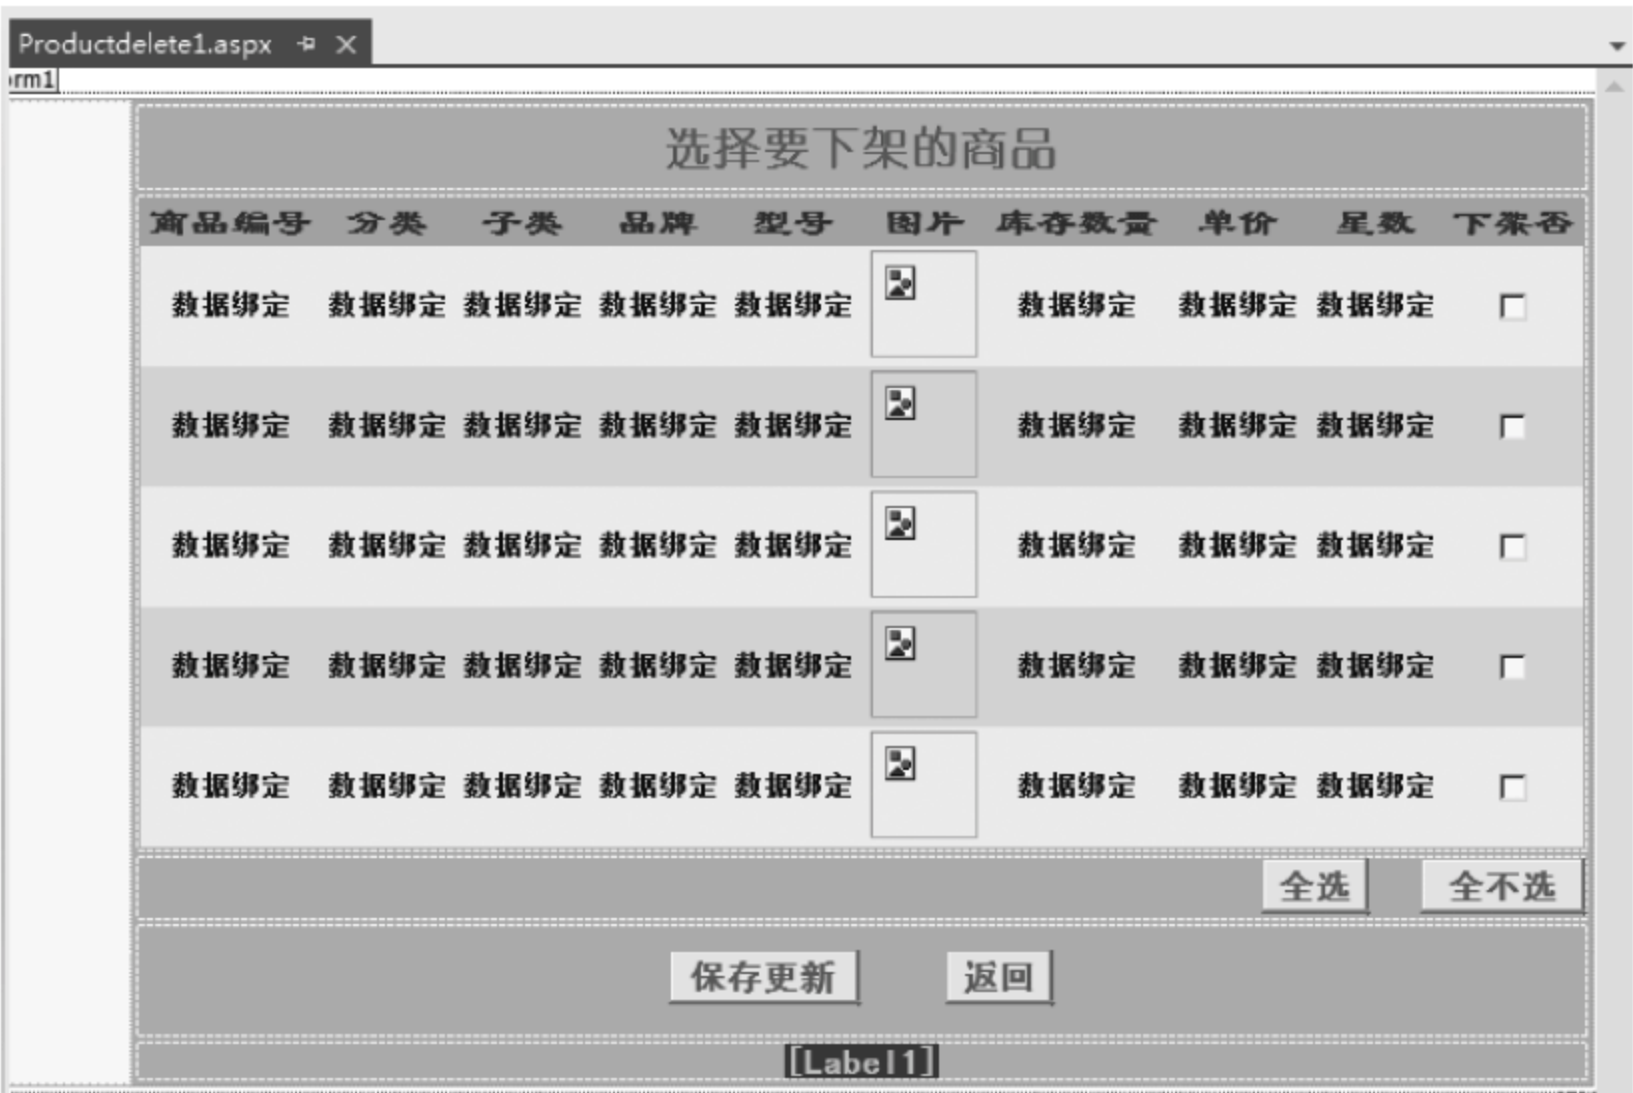 Productdelete1.aspx
rm1
选择要下架的商品
商品编号 分类 子类 品牌 型号 图片 库存数量 单价 星数 下架否
数据绑定 数据绑定 数据绑定 数据绑定 数据绑定 数据绑定 数据绑定 数据绑定
数据绑定 数据绑定 数据绑定 数据绑定 数据绑定 数据绑定 数据绑定 数据绑定
数据绑定 数据绑定 数据绑定 数据绑定 数据绑定 数据绑定 数据绑定 数据绑定
数据绑定 数据绑定 数据绑定 数据绑定 数据绑定 数据绑定 数据绑定 数据绑定
数据绑定 数据绑定 数据绑定 数据绑定 数据绑定 数据绑定 数据绑定 数据绑定
全选 全不选
保存更新 返回
[Label1]